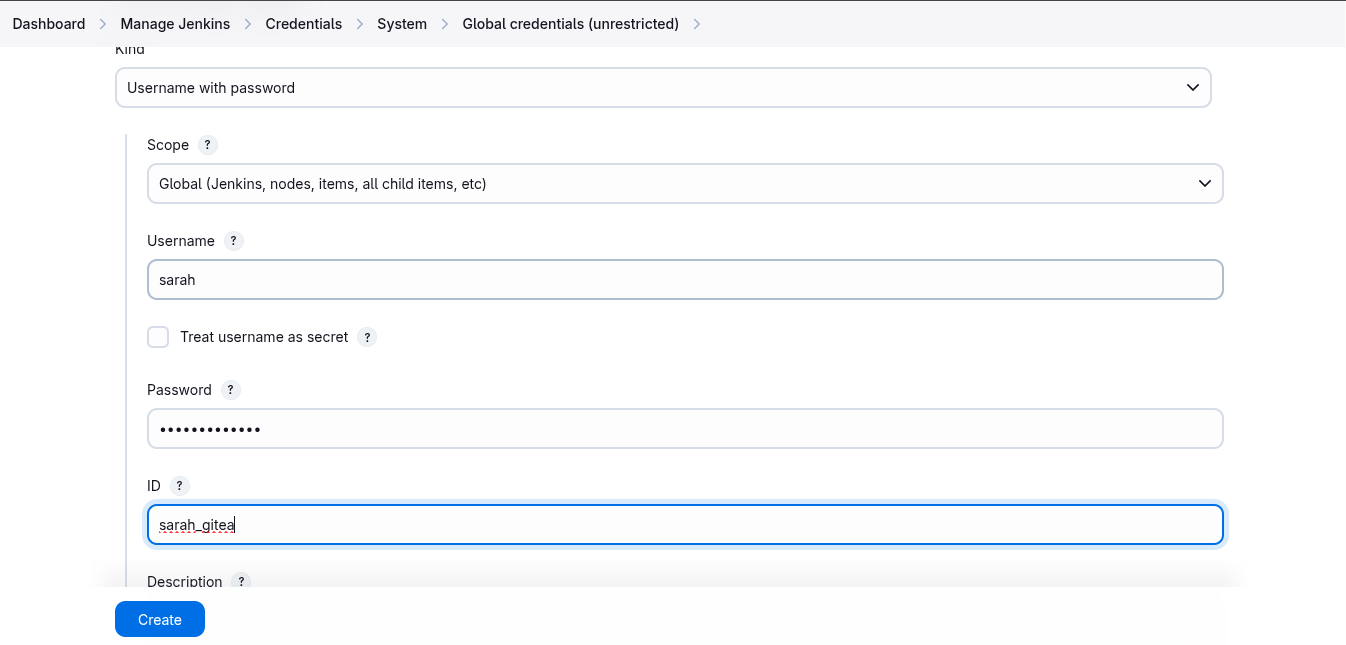 Dashboard > Manage Jenkins > Credentials > System > Global credentials (unrestricted) >
Kind
Username with password
Scope ?
Global (Jenkins, nodes, items, all child items, etc)
Username ?
sarah
Treat username as secret ?
Password ?
•••••••••••••
ID ?
sarah_gitea
Description ?
Create